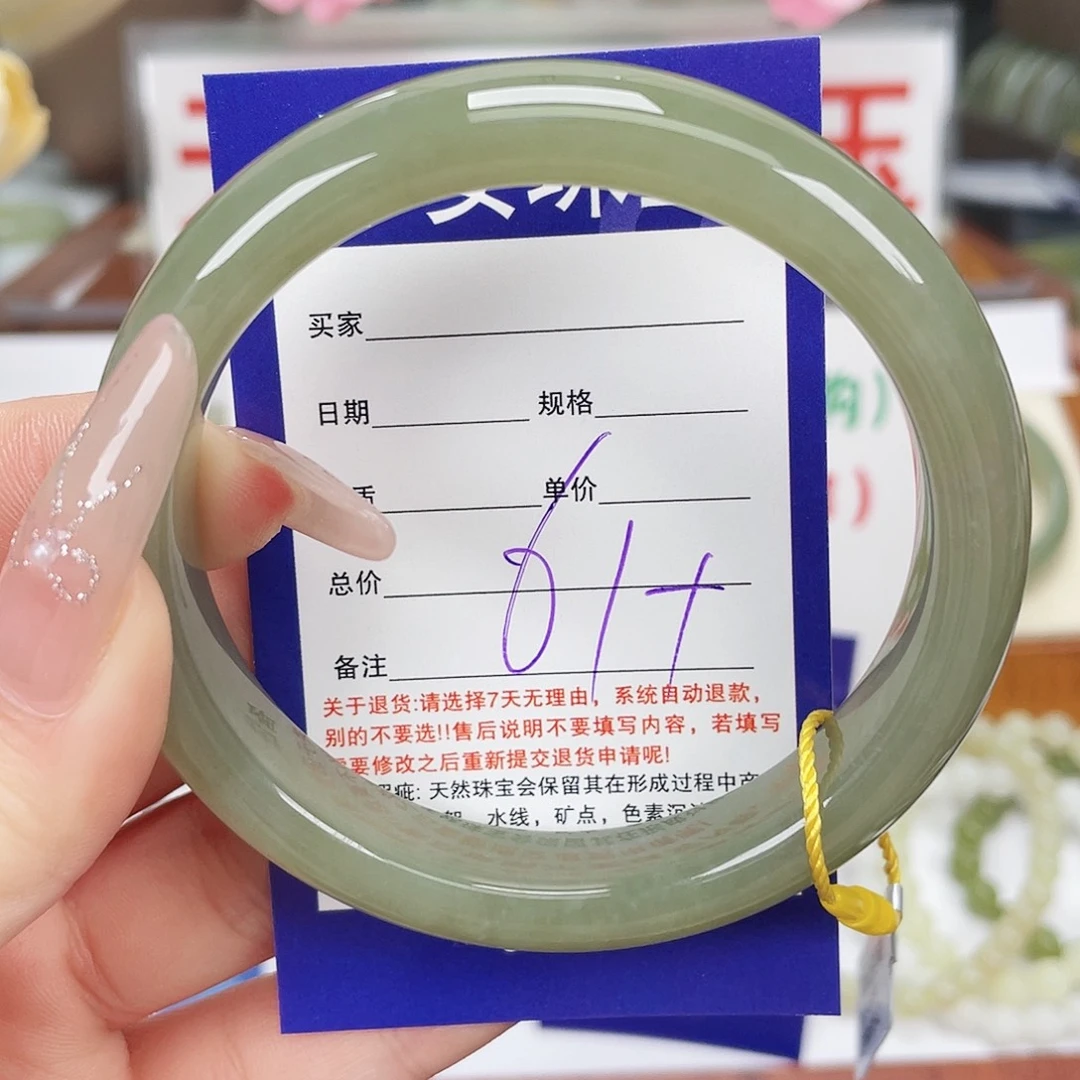 买家
日期 规格
单价
61+
总价
备注
关于退货:请选择7天无理由，系统自动退款，
别的不要选!!售后说明不要填写内容，若填写
要修改之后重新提交退货申请呢!
疵: 天然珠宝会保留其在形成过程中产
水线，矿点，色素沉